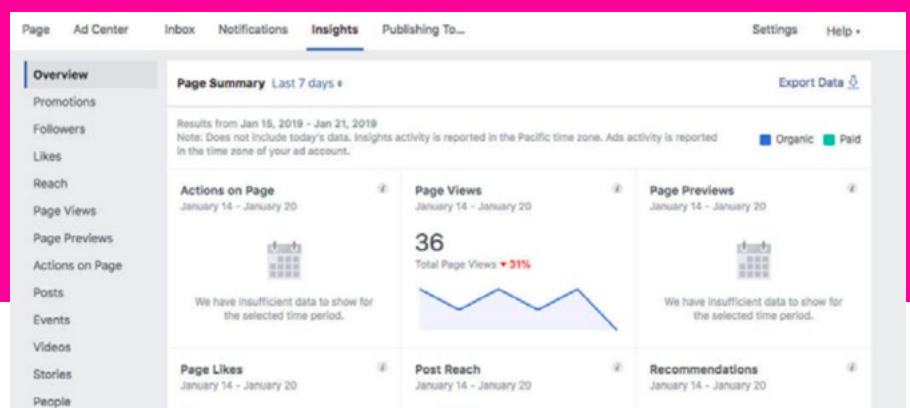 Page Ad Center Inbox Notifications Insights Publishing To... Settings Help
Overview
Promotions
Followers
Likes
Reach
Page Views
Page Previews
Actions on Page
Posts
Events
Videos
Stories
People
Page Summary Last 7 days Export Data
Results from Jan 15, 2019 - Jan 21, 2019
Note: Does not include today's data. Insights activity is reported in the Pacific time zone. Ads activity is reported
in the time zone of your ad account.
Organic Paid
Actions on Page
January 14 - January 20
We have insufficient data to show for
the selected time period.
Page Views
January 14 - January 20
36
Total Page Views ▼ 31%
Page Previews
January 14 - January 20
We have insufficient data to show for
the selected time period.
Page Likes
January 14 - January 20
Post Reach
January 14 - January 20
Recommendations
January 14 - January 20